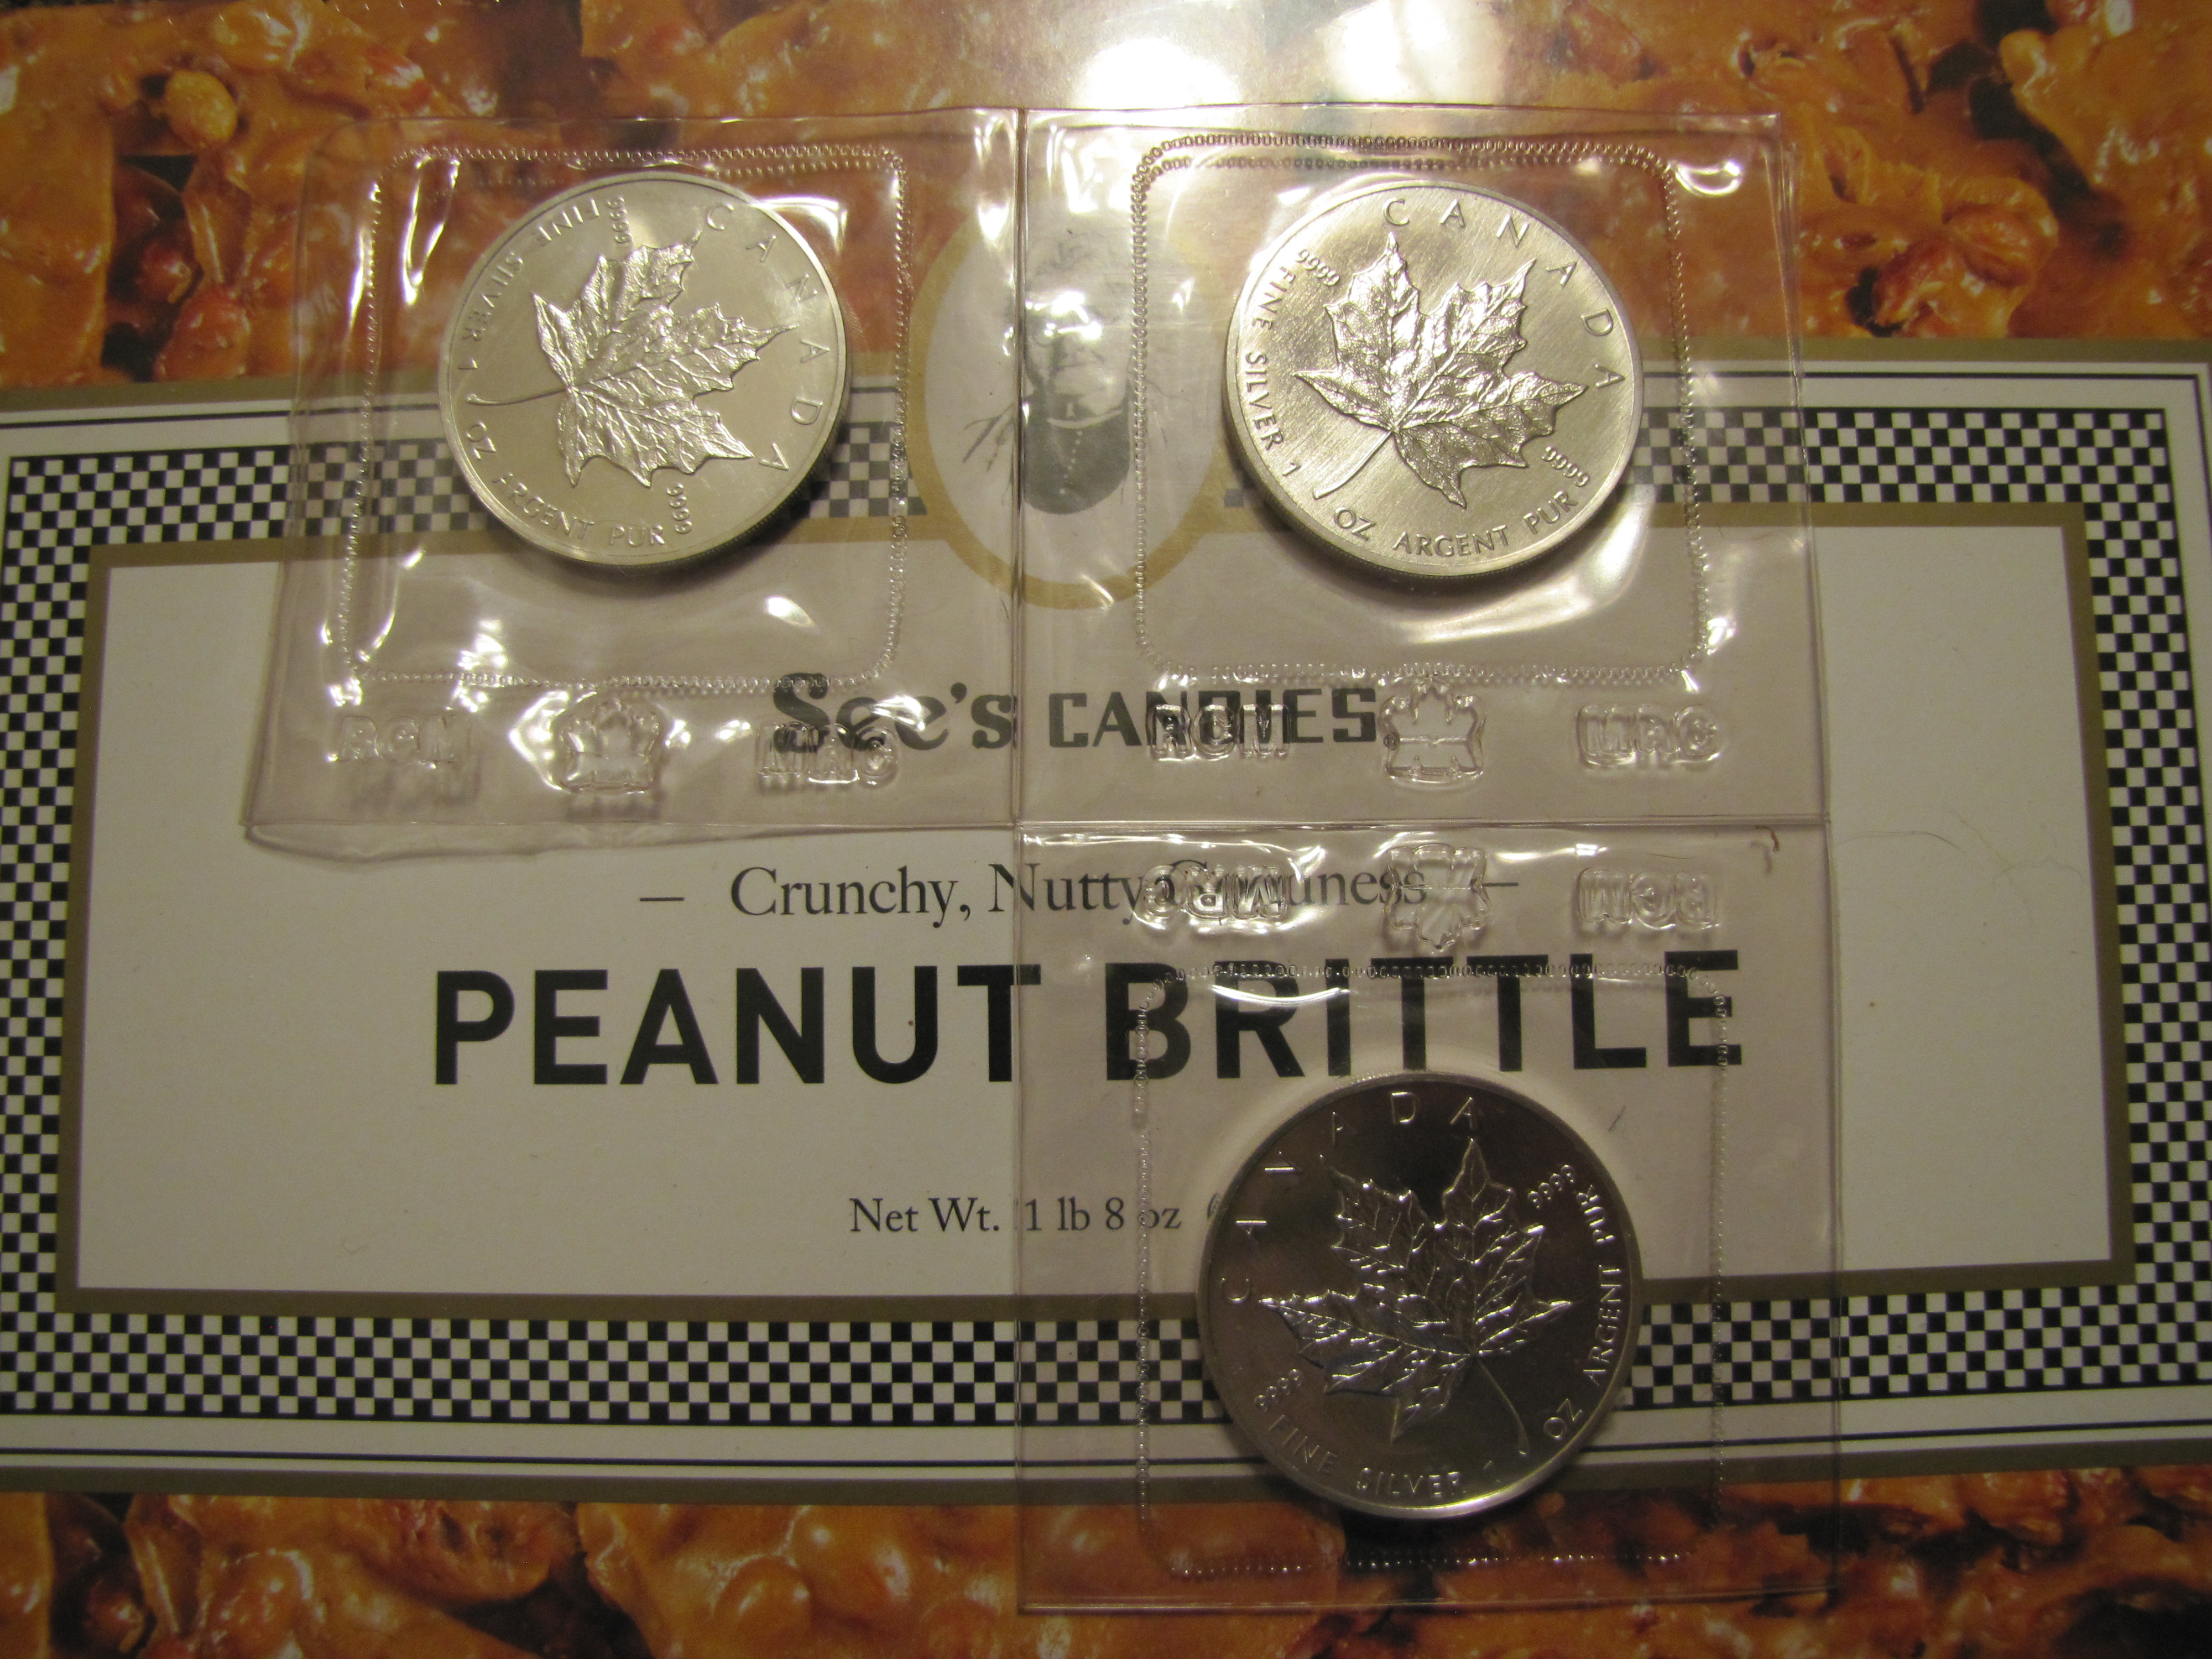 CANADA
9999
FINE SILVER 1 OZ ARGENT PUR
9999
CANADA
9999
FINE SILVER 1 OZ ARGENT PUR
9999
See's CANDIES
RCM MRC
RCM MRC
— Crunchy, Nutty Goodness —
MRC RCM
PEANUT BRITTLE
Net Wt. 1 lb 8 oz
CANADA
9999
FINE SILVER 1 OZ ARGENT PUR
9999